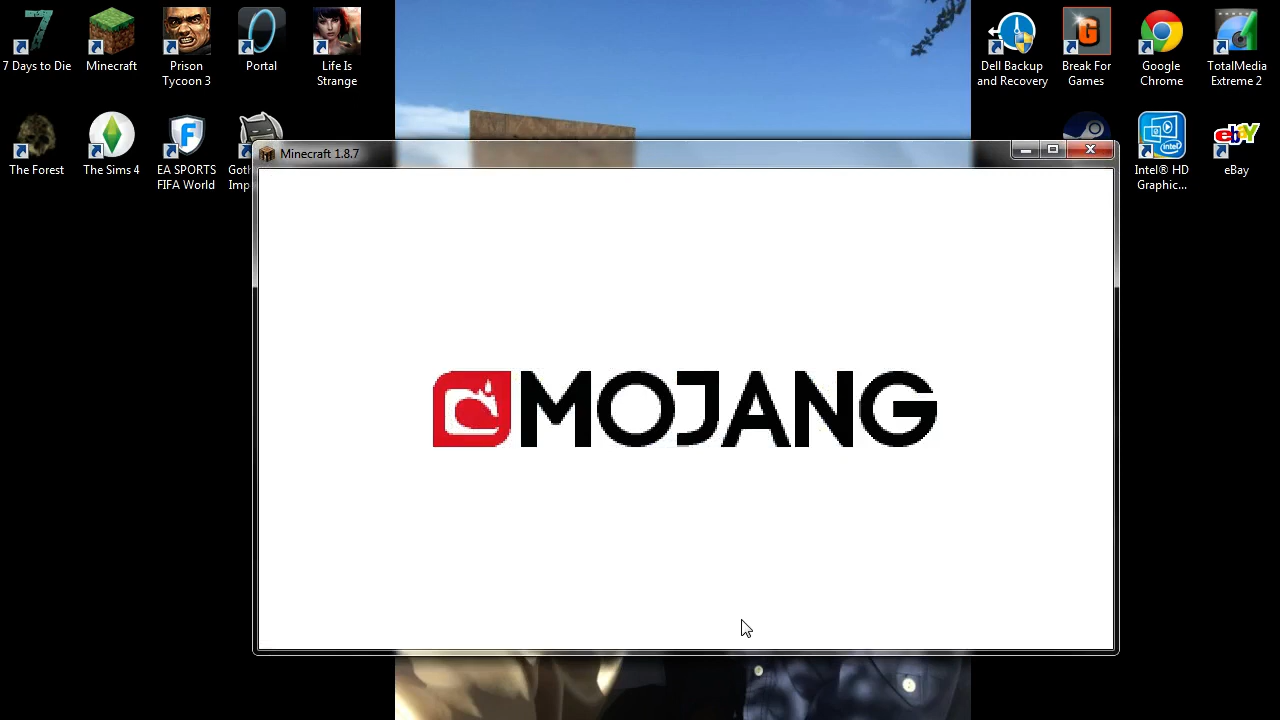 7 Days to Die
Minecraft
Prison
Tycoon 3
Portal
Life Is
Strange
Dell Backup
and Recovery
Break For
Games
Google
Chrome
TotalMedia
Extreme 2
The Forest
The Sims 4
EA SPORTS
FIFA World
Goth
Imp
Intel® HD
Graphic...
eBay
Minecraft 1.8.7
MOJANG